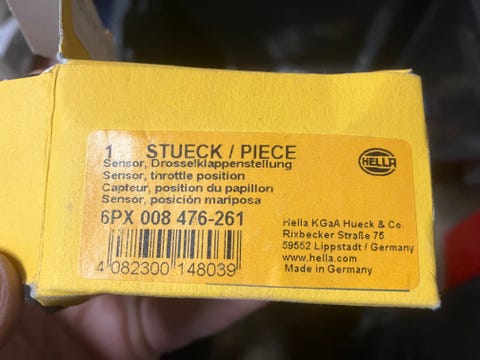 1 STUECK / PIECE
Sensor, Drosselklappenstellung
Sensor, throttle position
Capteur, position du papillon
Sensor, posición mariposa
6PX 008 476-261
4 082300 148039
HELLA
Hella KGaA Hueck & Co.
Rixbecker Straße 75
59552 Lippstadt / Germany
www.hella.com
Made in Germany